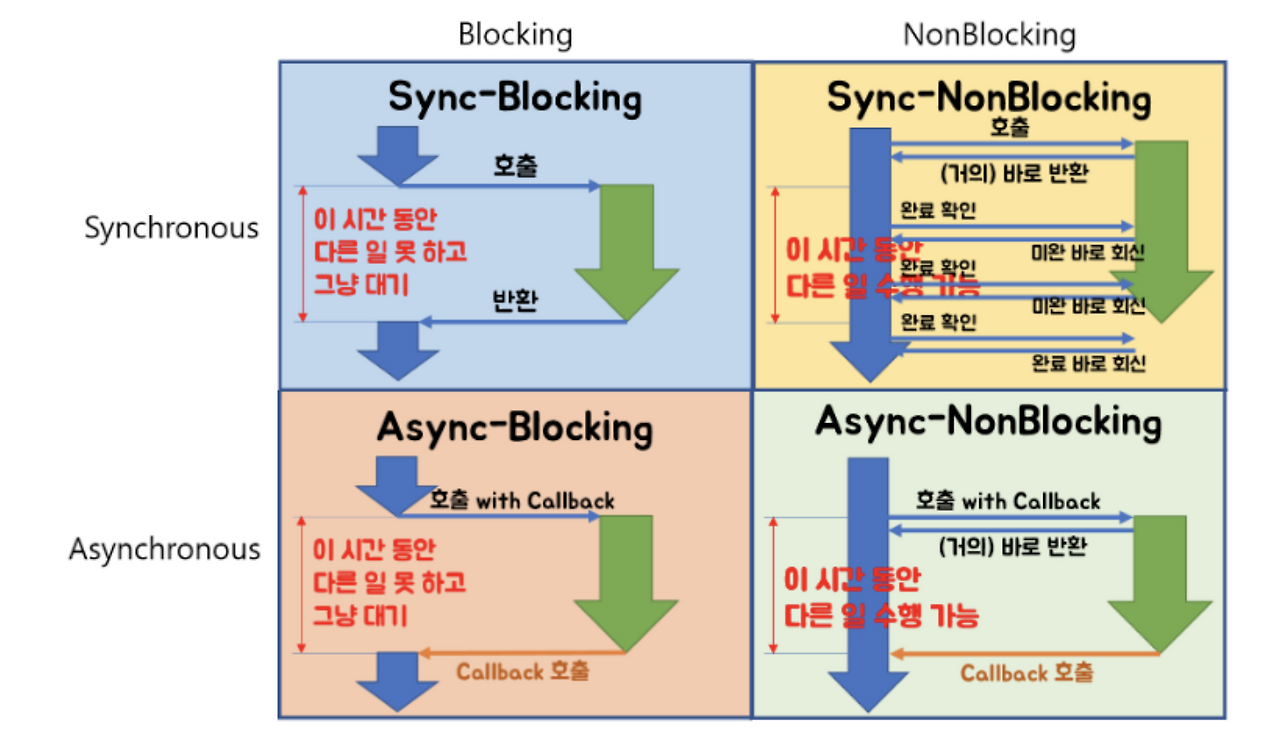 Blocking
NonBlocking
Synchronous
Sync-Blocking
호출
이 시간 동안
다른 일 못 하고
그냥 대기
반환
Sync-NonBlocking
호출
(거의) 바로 반환
완료 확인
미완 바로 회신
이 시간 동안
다른 일 수행 가능
완료 확인
미완 바로 회신
완료 확인
완료 바로 회신
Asynchronous
Async-Blocking
호출 with Callback
이 시간 동안
다른 일 못 하고
그냥 대기
Callback 호출
Async-NonBlocking
호출 with Callback
(거의) 바로 반환
이 시간 동안
다른 일 수행 가능
Callback 호출